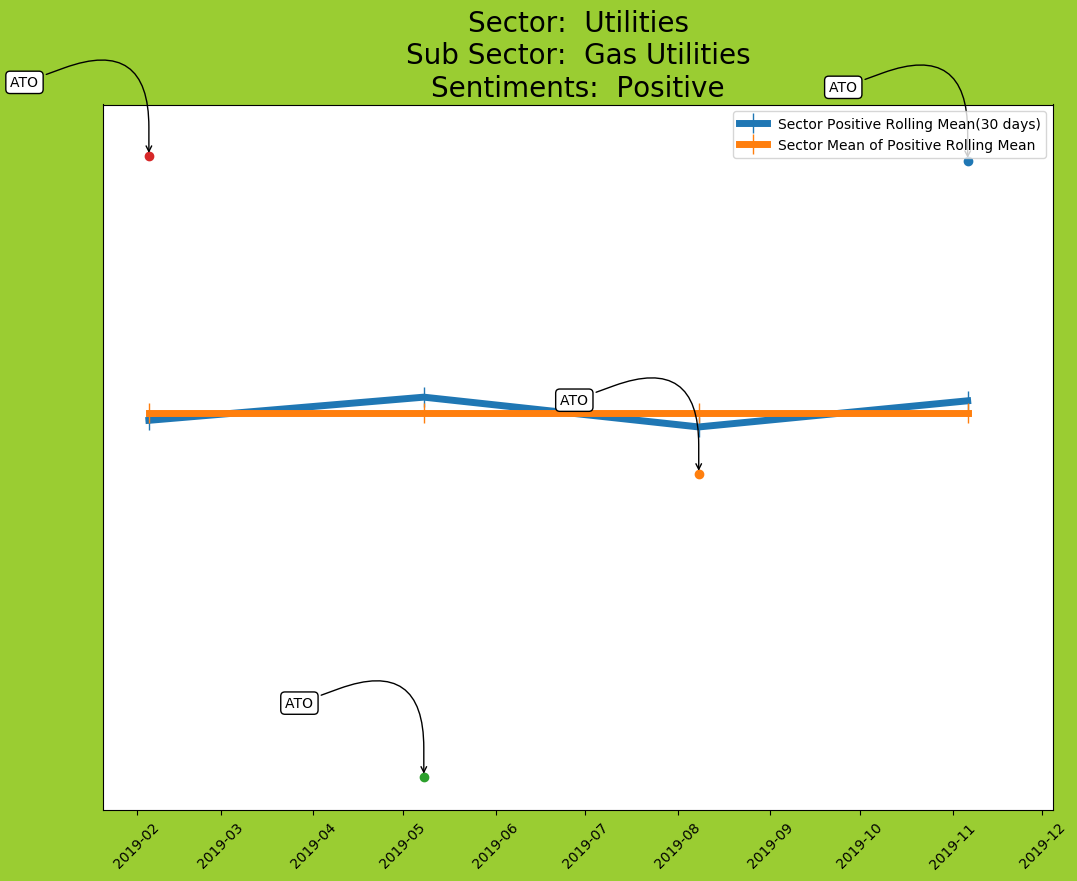 Sector:  Utilities
Sub Sector:  Gas Utilities
Sentiments:  Positive
ATO
ATO
Sector Positive Rolling Mean(30 days)
Sector Mean of Positive Rolling Mean
ATO
ATO
2019-02
2019-03
2019-04
2019-05
2019-06
2019-07
2019-08
2019-09
2019-10
2019-11
2019-12